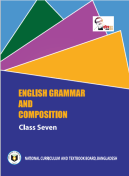 ENGLISH GRAMMAR
AND
COMPOSITION
Class Seven
NATIONAL CURRICULUM AND TEXTBOOK BOARD, BANGLADESH